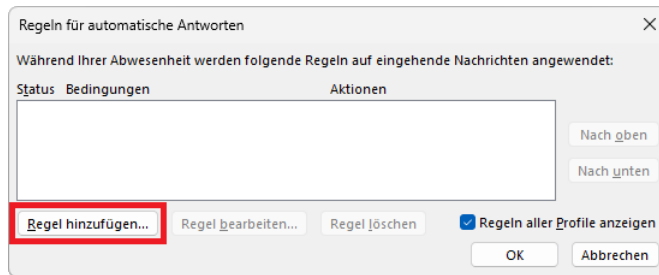 Regeln für automatische Antworten
Während Ihrer Abwesenheit werden folgende Regeln auf eingehende Nachrichten angewendet:
Status Bedingungen Aktionen
Nach oben
Nach unten
Regel hinzufügen... Regel bearbeiten... Regel löschen Regeln aller Profile anzeigen
OK Abbrechen